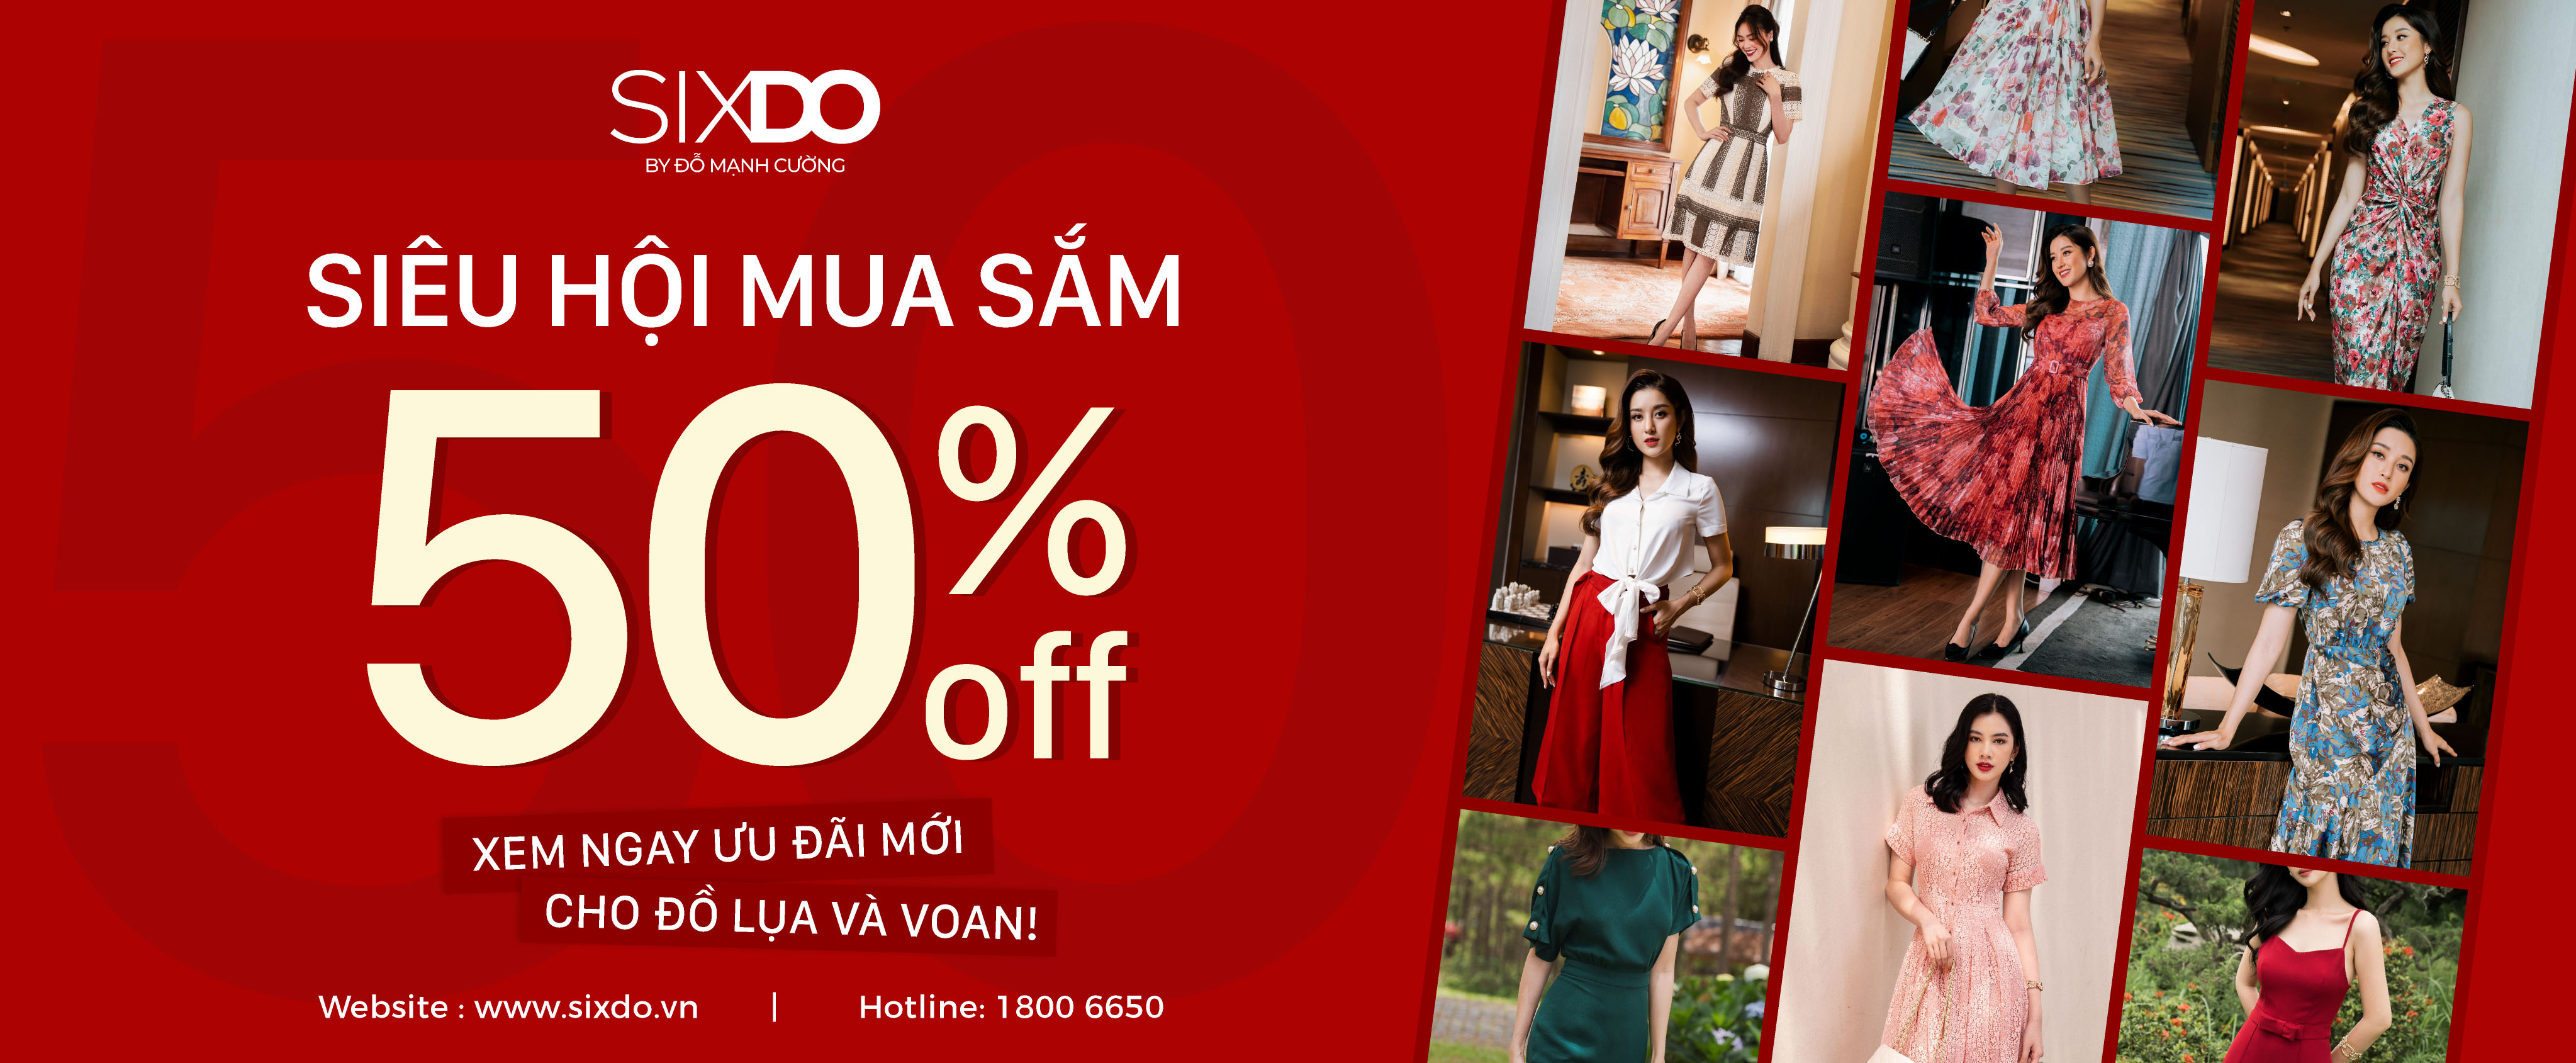 SIXDO
BY ĐỖ MẠNH CƯỜNG
SIÊU HỘI MUA SẮM
50%
off
XEM NGAY ƯU ĐÃI MỚI
CHO ĐỒ LỤA VÀ VOAN!
Website : www.sixdo.vn | Hotline: 1800 6650